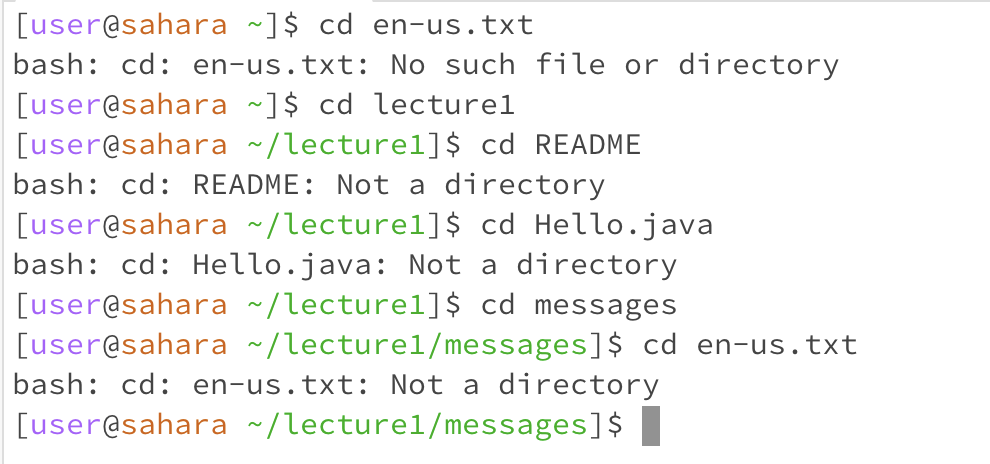 [user@sahara ~]$ cd en-us.txt
bash: cd: en-us.txt: No such file or directory
[user@sahara ~]$ cd lecture1
[user@sahara ~/lecture1]$ cd README
bash: cd: README: Not a directory
[user@sahara ~/lecture1]$ cd Hello.java
bash: cd: Hello.java: Not a directory
[user@sahara ~/lecture1]$ cd messages
[user@sahara ~/lecture1/messages]$ cd en-us.txt
bash: cd: en-us.txt: Not a directory
[user@sahara ~/lecture1/messages]$